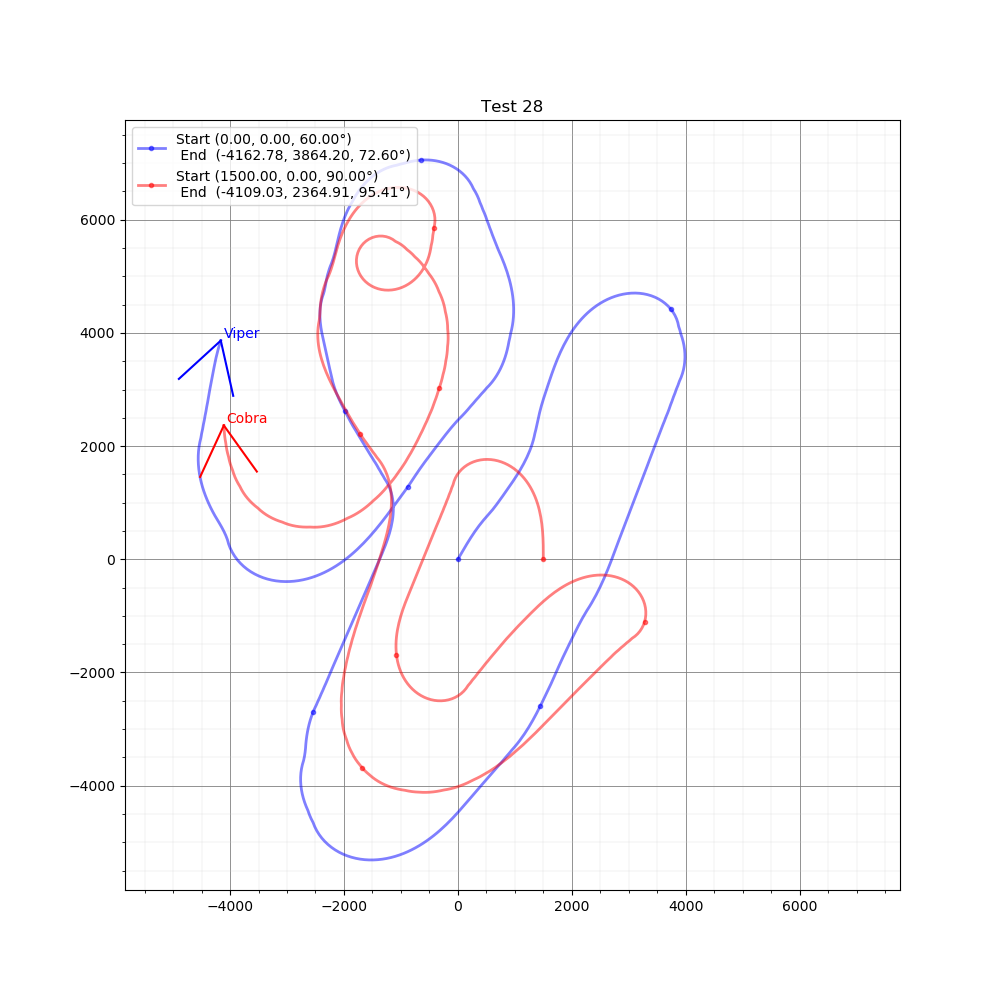 Test 28
Start (0.00, 0.00, 60.00°)
End (-4162.78, 3864.20, 72.60°)
Start (1500.00, 0.00, 90.00°)
End (-4109.03, 2364.91, 95.41°)
6000
4000
Viper
Cobra
2000
0
−2000
−4000
−4000 −2000 0 2000 4000 6000